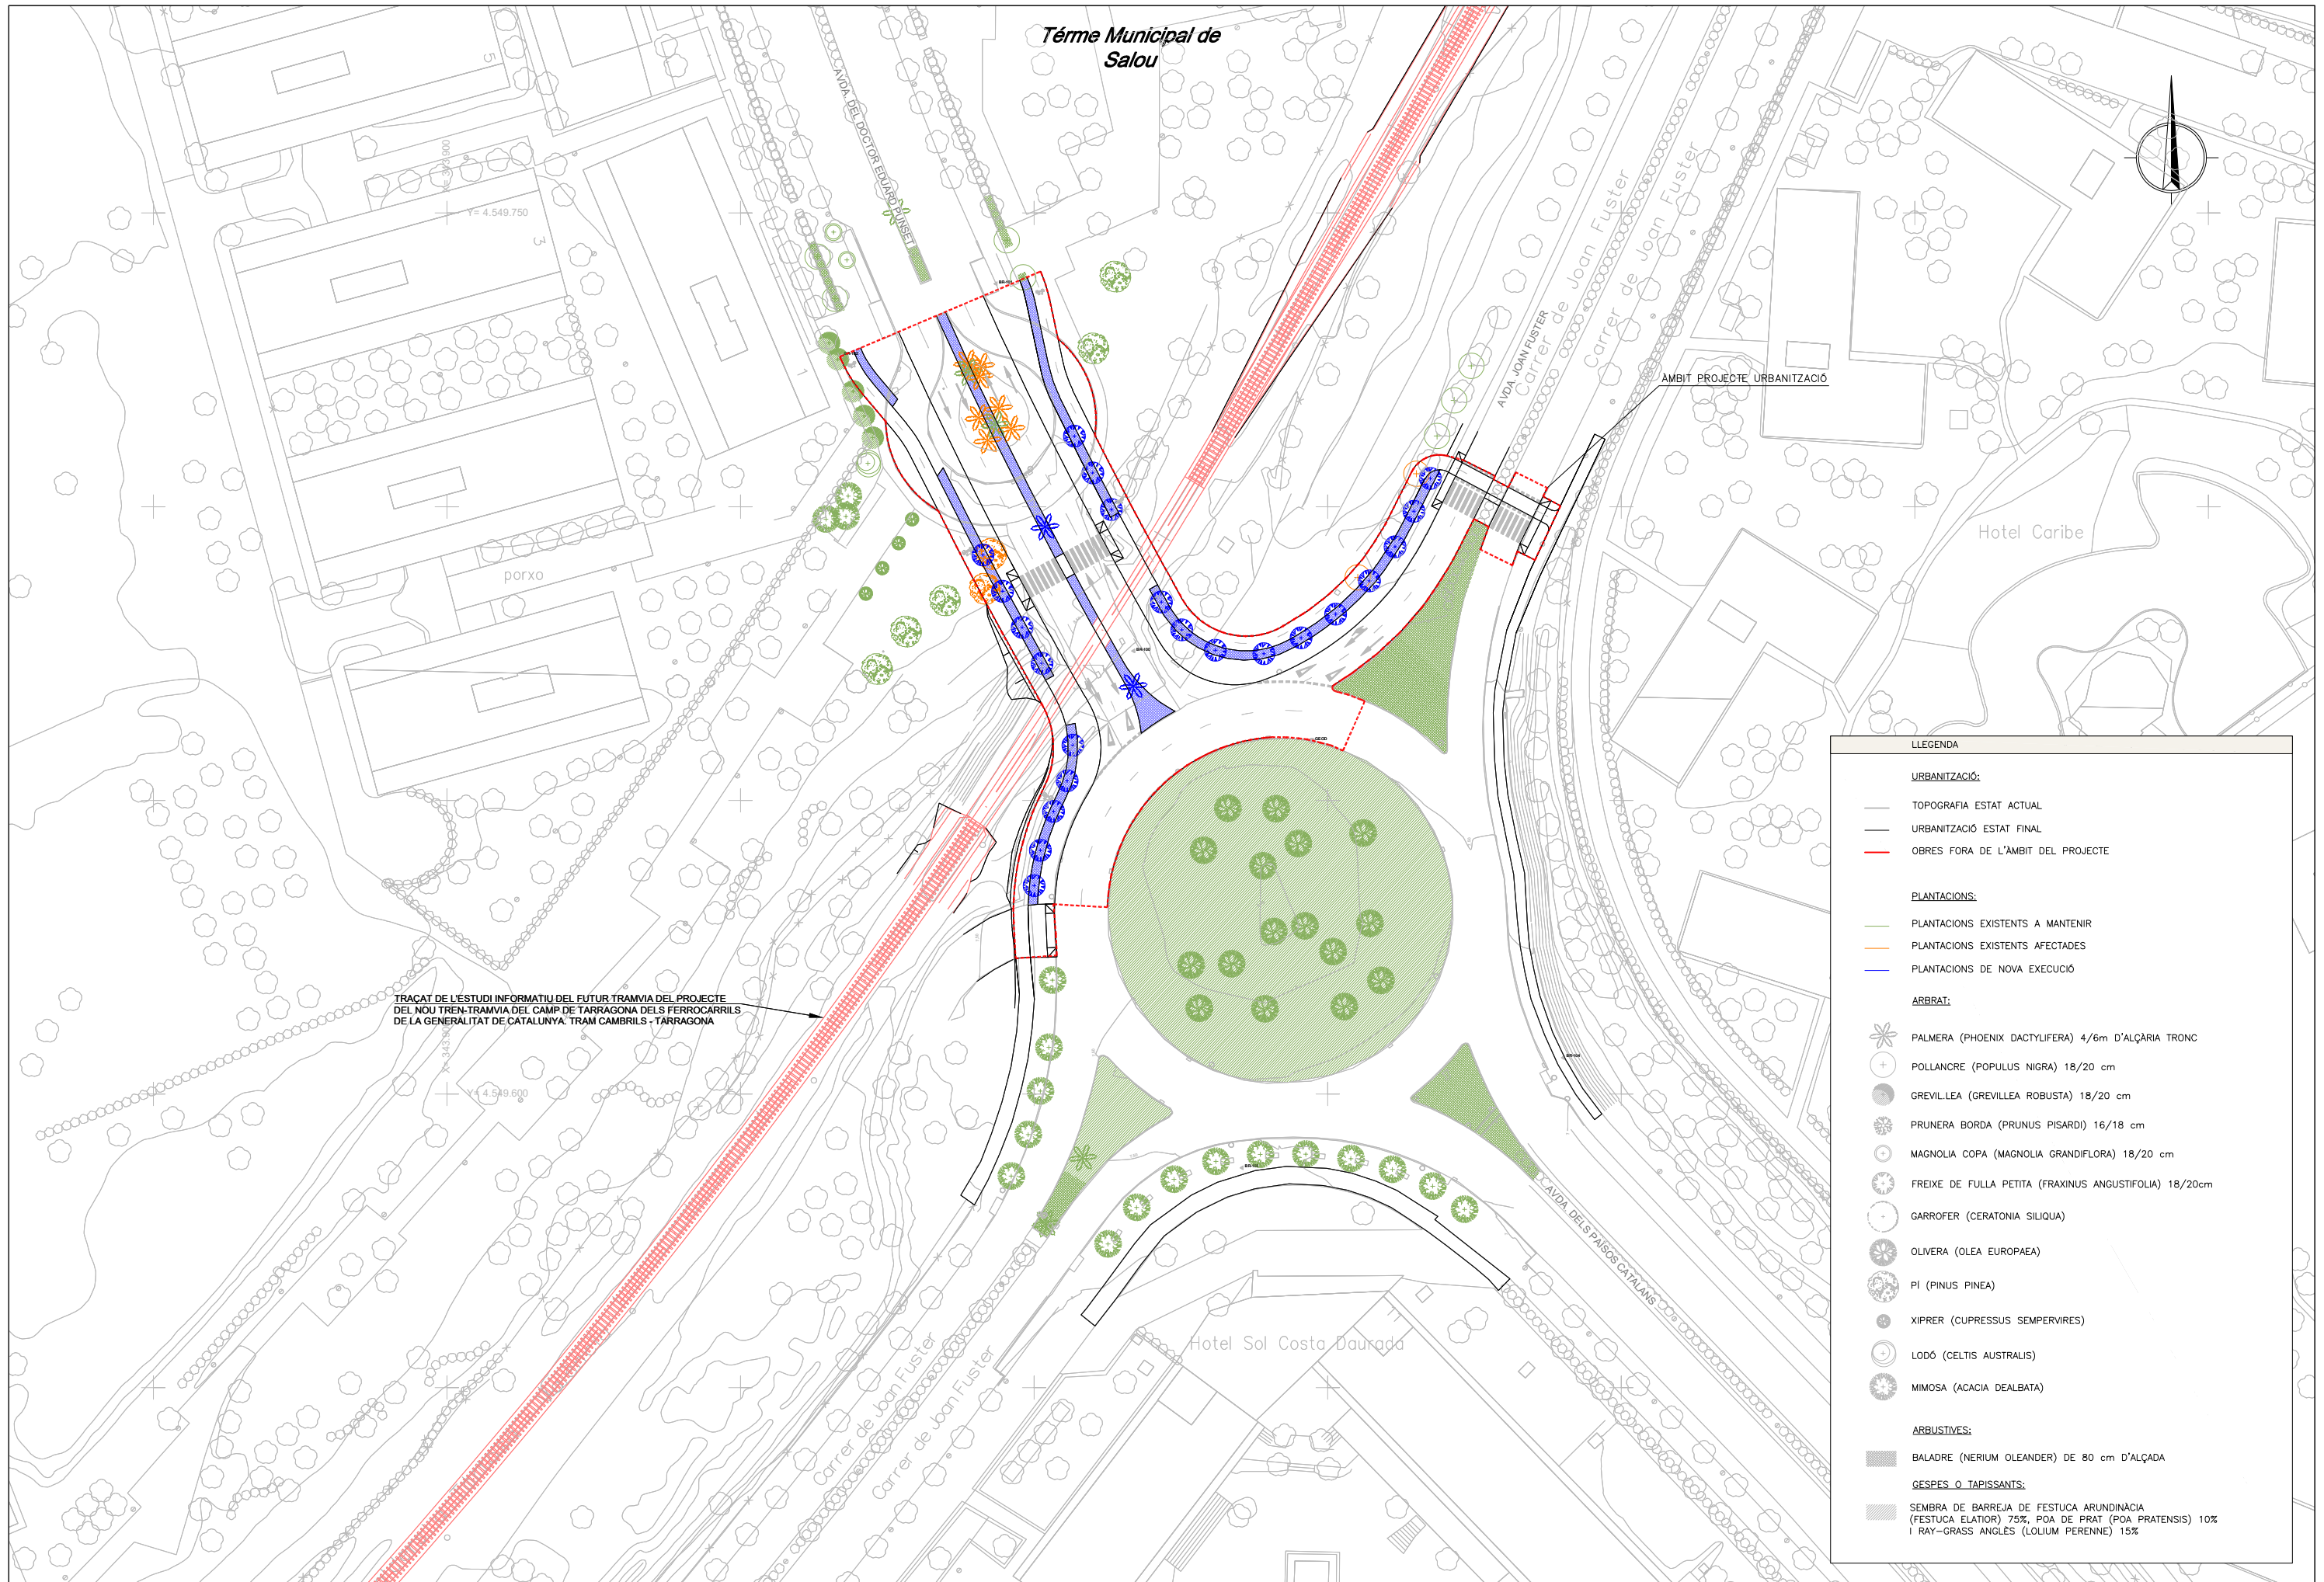 Térme Municipal de
Salou
AVDA. DEL DOCTOR EDUARD PUNSET
5
3
1
Y= 4.549.750
porxo
AVDA. JOAN FUSTER
Carrer de Joan Fuster
Carrer de Joan Fuster
ÀMBIT PROJECTE URBANITZACIÓ
Hotel Caribe
TRAÇAT DE L'ESTUDI INFORMATIU DEL FUTUR TRAMVIA DEL PROJECTE
DEL NOU TREN-TRAMVIA DEL CAMP DE TARRAGONA DELS FERROCARRILS
DE LA GENERALITAT DE CATALUNYA. TRAM CAMBRILS - TARRAGONA
Y= 4.549.600
AVDA. DELS PAÏSOS CATALANS
Hotel Sol Costa Daurada
Carrer de Joan Fuster
Carrer de Joan Fuster
LLEGENDA
URBANITZACIÓ:
TOPOGRAFIA ESTAT ACTUAL
URBANITZACIÓ ESTAT FINAL
OBRES FORA DE L'ÀMBIT DEL PROJECTE
PLANTACIONS:
PLANTACIONS EXISTENTS A MANTENIR
PLANTACIONS EXISTENTS AFECTADES
PLANTACIONS DE NOVA EXECUCIÓ
ARBRAT:
PALMERA (PHOENIX DACTYLIFERA) 4/6m D'ALÇÀRIA TRONC
POLLANCRE (POPULUS NIGRA) 18/20 cm
GREVIL.LEA (GREVILLEA ROBUSTA) 18/20 cm
PRUNERA BORDA (PRUNUS PISARDI) 16/18 cm
MAGNOLIA COPA (MAGNOLIA GRANDIFLORA) 18/20 cm
FREIXE DE FULLA PETITA (FRAXINUS ANGUSTIFOLIA) 18/20cm
GARROFER (CERATONIA SILIQUA)
OLIVERA (OLEA EUROPAEA)
PÍ (PINUS PINEA)
XIPRER (CUPRESSUS SEMPERVIRES)
LODÓ (CELTIS AUSTRALIS)
MIMOSA (ACACIA DEALBATA)
ARBUSTIVES:
BALADRE (NERIUM OLEANDER) DE 80 cm D'ALÇADA
GESPES O TAPISSANTS:
SEMBRA DE BARREJA DE FESTUCA ARUNDINÀCIA
(FESTUCA ELATIOR) 75%, POA DE PRAT (POA PRATENSIS) 10%
I RAY-GRASS ANGLÈS (LOLIUM PERENNE) 15%